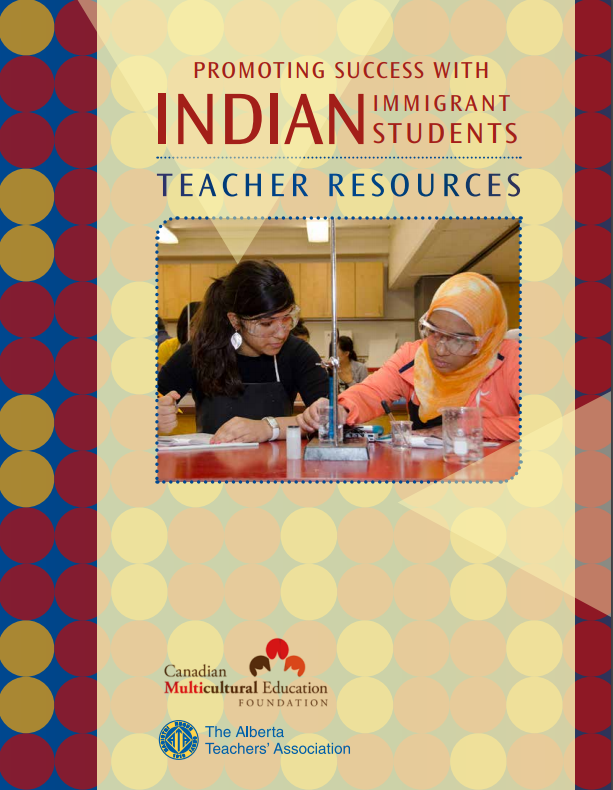 PROMOTING SUCCESS WITH
INDIAN IMMIGRANT
STUDENTS
TEACHER RESOURCES
Canadian
Multicultural Education
FOUNDATION
The Alberta
Teachers' Association